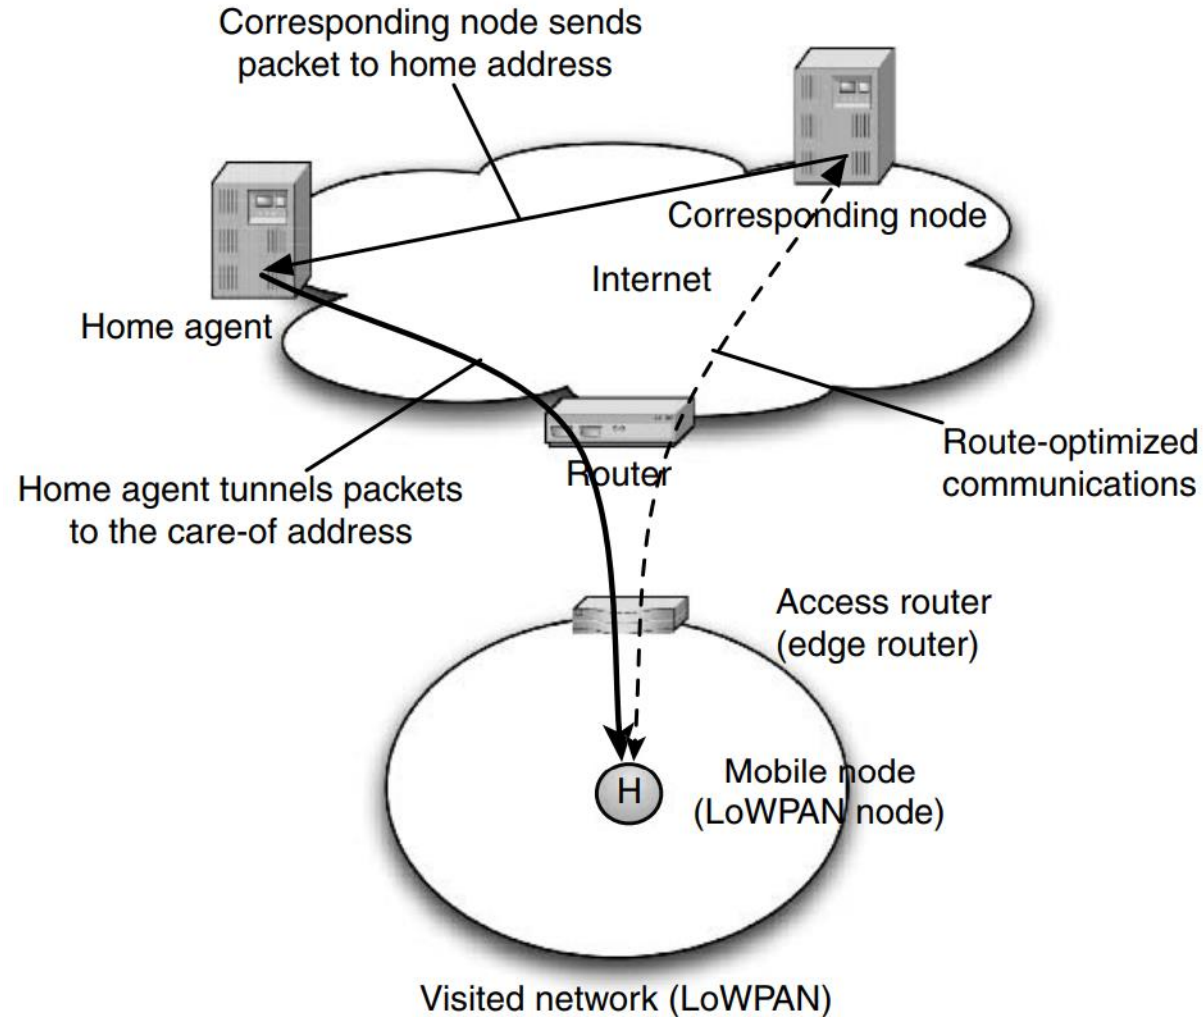 Corresponding node sends
packet to home address
Corresponding node
Internet
Home agent
Router
Route-optimized
communications
Home agent tunnels packets
to the care-of address
Access router
(edge router)
Mobile node
(LoWPAN node)
H
Visited network (LoWPAN)